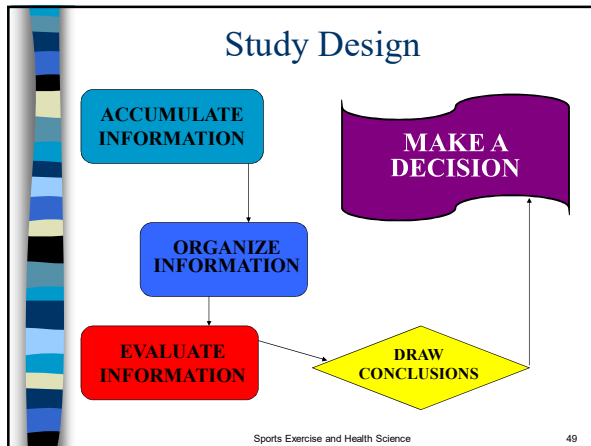 Study Design
ACCUMULATE
INFORMATION
MAKE A
DECISION
ORGANIZE
INFORMATION
EVALUATE
INFORMATION
DRAW
CONCLUSIONS
Sports Exercise and Health Science
49